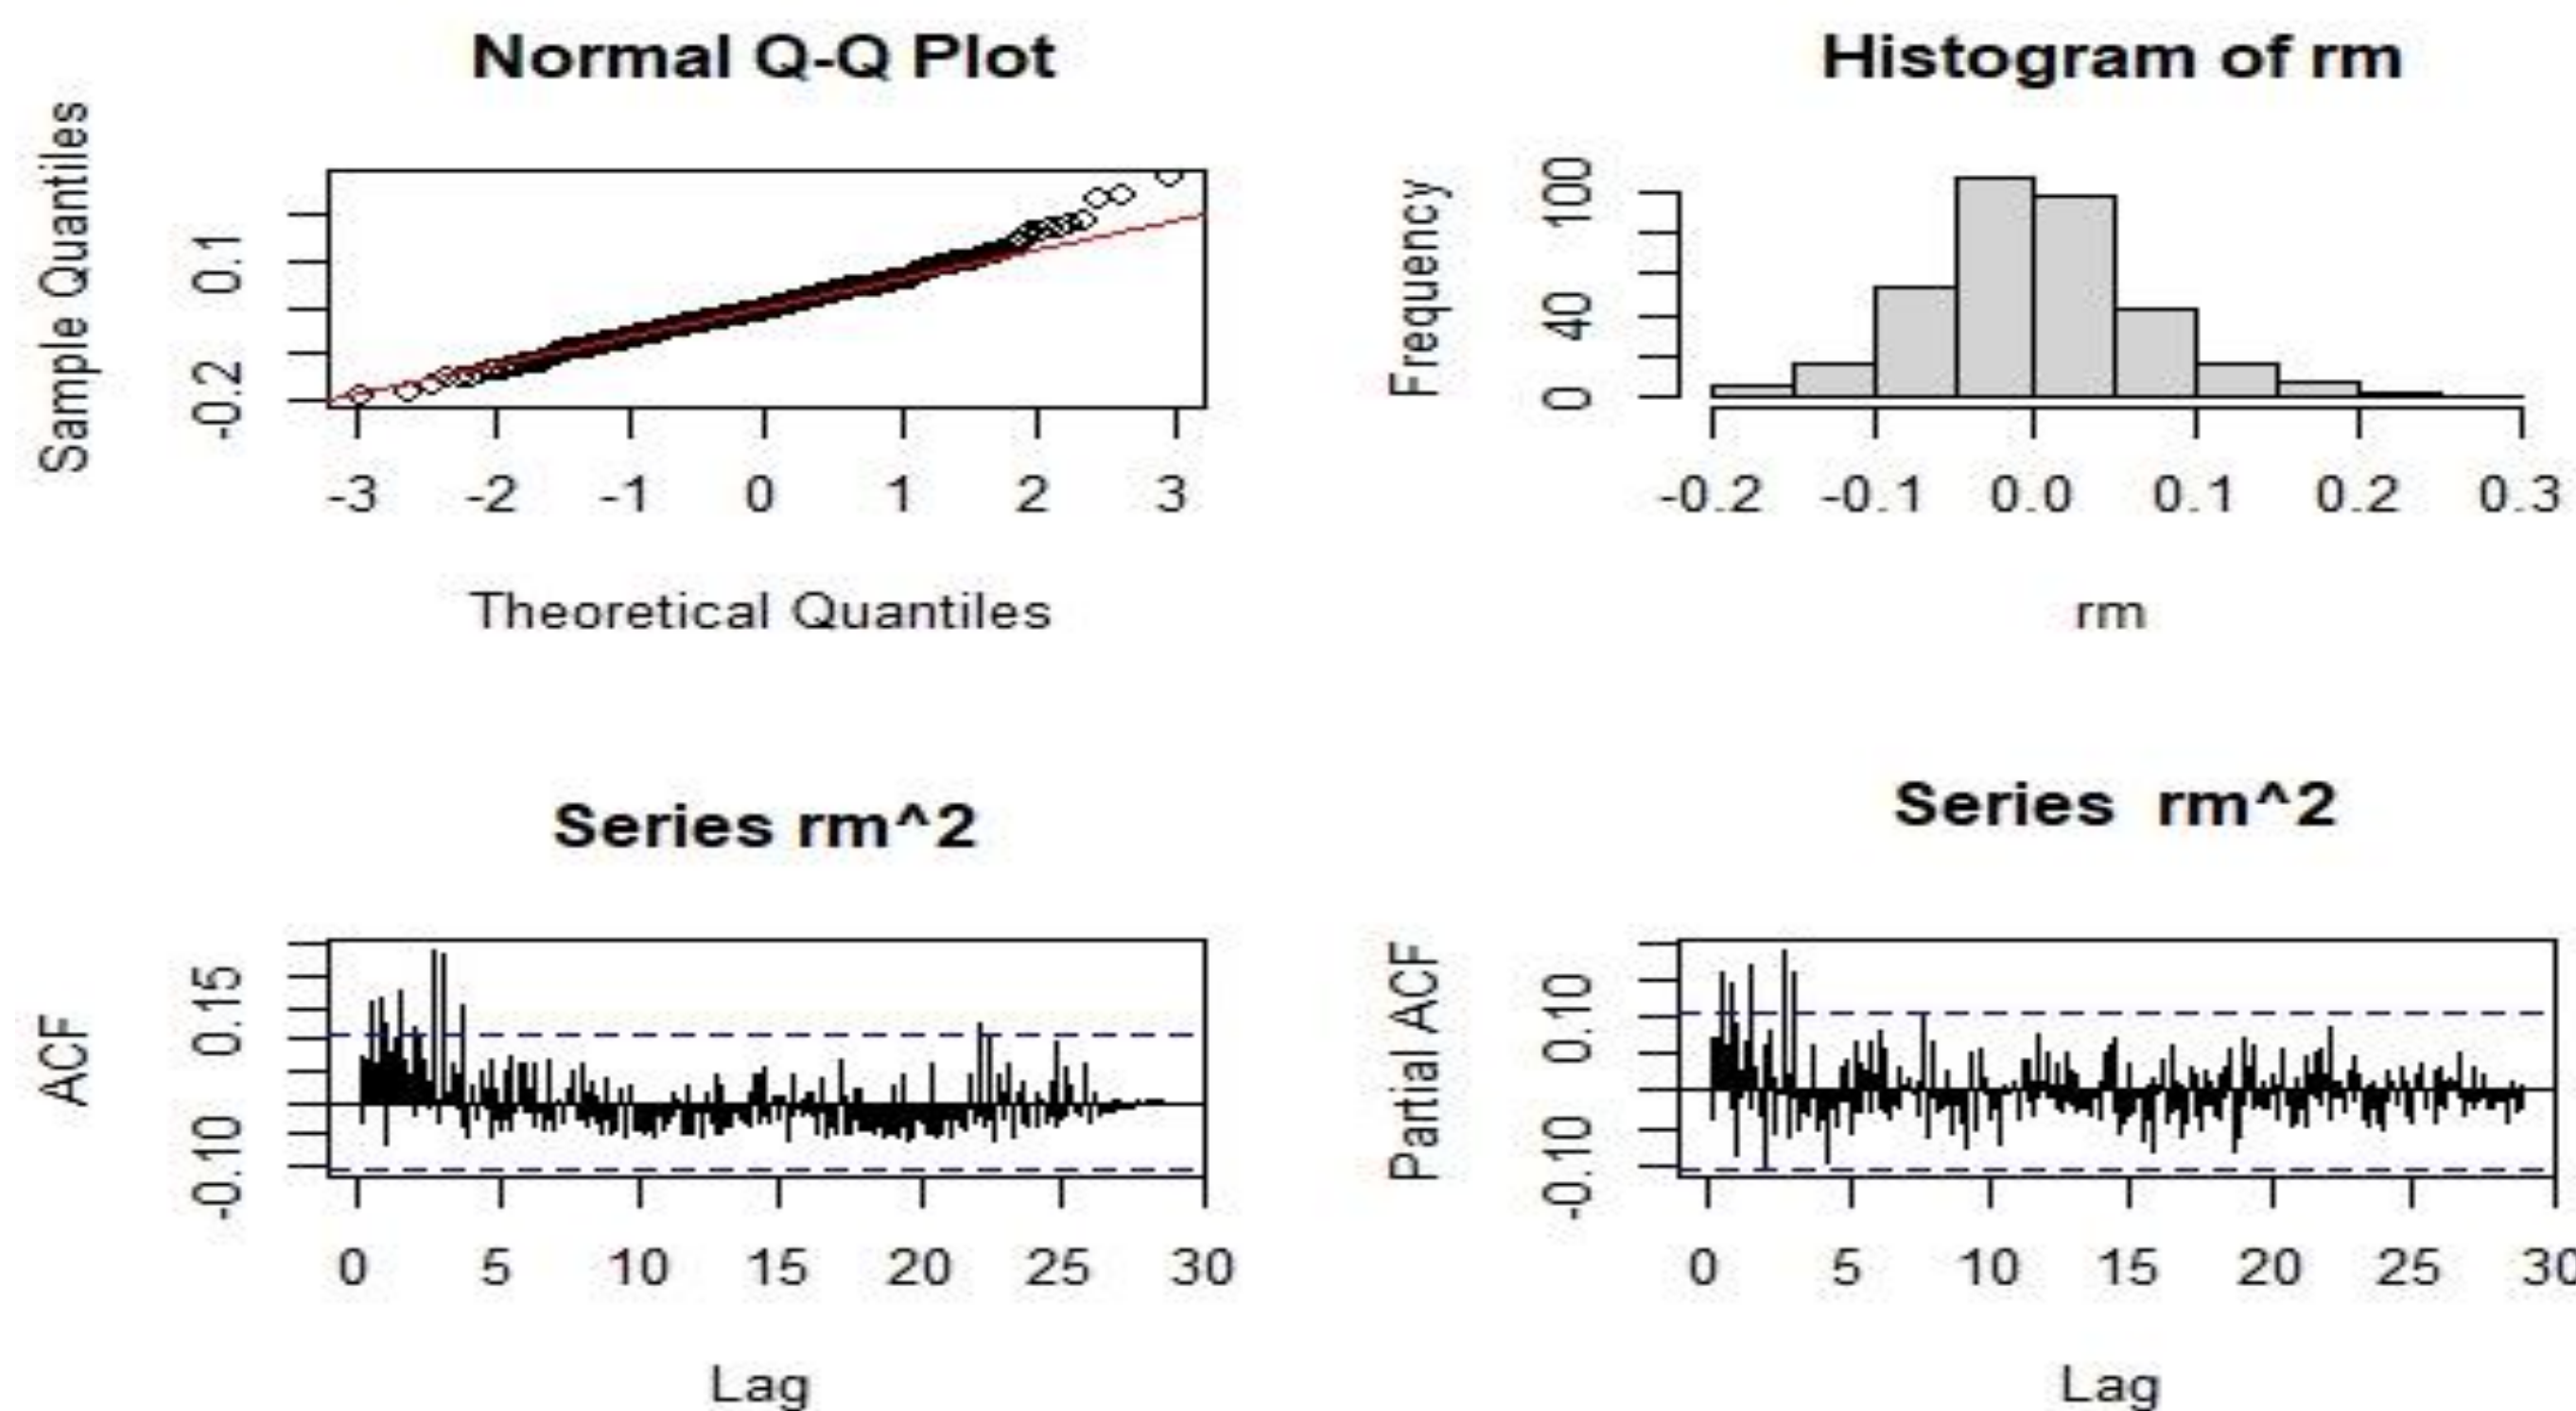 Normal Q-Q Plot
Sample Quantiles
0.1
-0.2
-3 -2 -1 0 1 2 3
Theoretical Quantiles
Histogram of rm
Frequency
100
40
0
-0.2 -0.1 0.0 0.1 0.2 0.3
rm
Series rm^2
ACF
0.15
-0.10
0 5 10 15 20 25 30
Lag
Series rm^2
Partial ACF
0.10
-0.10
0 5 10 15 20 25 30
Lag